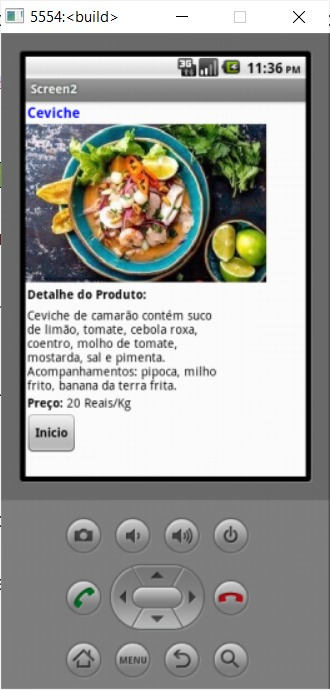 5554:<build>
3G 11:36 PM
Screen2
Ceviche
Detalhe do Produto:
Ceviche de camarão contém suco
de limão, tomate, cebola roxa,
coentro, molho de tomate,
mostarda, sal e pimenta.
Acompanhamentos: pipoca, milho
frito, banana da terra frita.
Preço: 20 Reais/Kg
Inicio
MENU